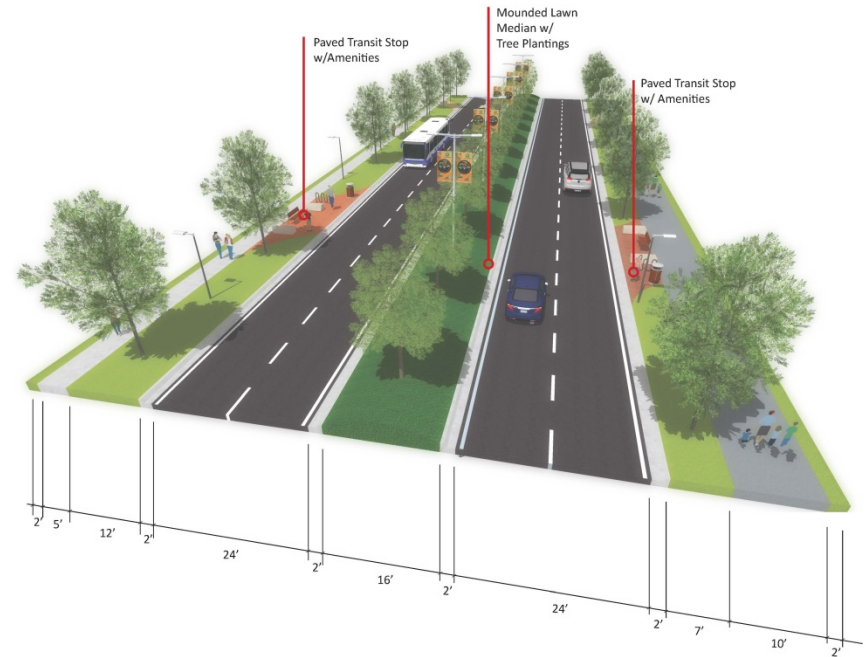 Mounded Lawn
Median w/
Tree Plantings
Paved Transit Stop
w/Amenities
Paved Transit Stop
w/ Amenities
2’
5’
12’
2’
24’
2’
16’
2’
24’
2’
7’
10’
2’